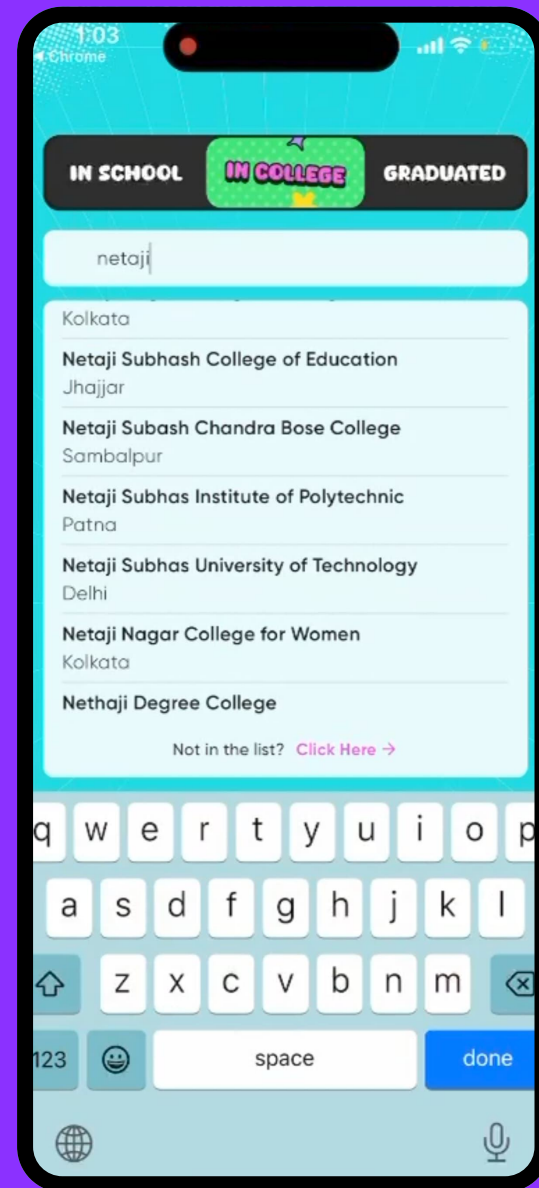 1:03
Chrome
IN SCHOOL IN COLLEGE GRADUATED
netaji
Kolkata
Netaji Subhash College of Education
Jhajjar
Netaji Subash Chandra Bose College
Sambalpur
Netaji Subhas Institute of Polytechnic
Patna
Netaji Subhas University of Technology
Delhi
Netaji Nagar College for Women
Kolkata
Nethaji Degree College
Not in the list? Click Here →
q w e r t y u i o p
a s d f g h j k l
z x c v b n m
123 space done